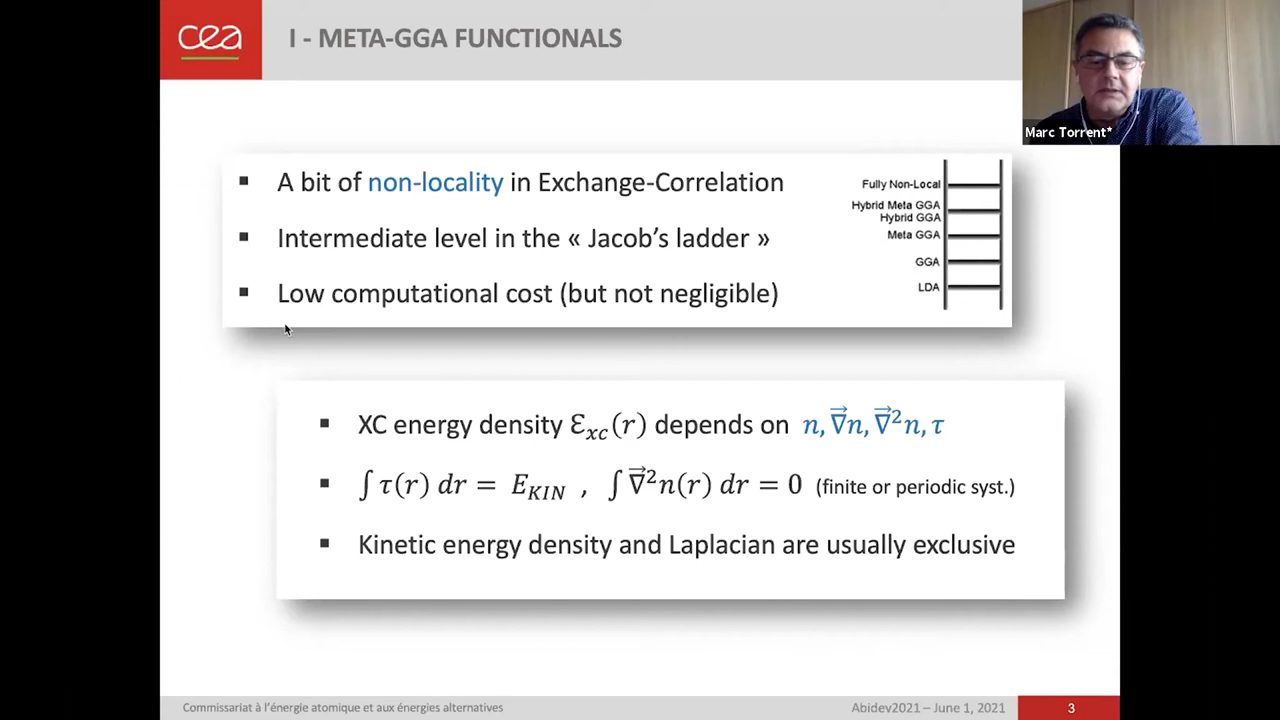 cea
I - META-GGA FUNCTIONALS
Marc Torrent*
▪ A bit of non-locality in Exchange-Correlation
▪ Intermediate level in the « Jacob’s ladder »
▪ Low computational cost (but not negligible)
Fully Non-Local
Hybrid Meta GGA
Hybrid GGA
Meta GGA
GGA
LDA
▪ XC energy density Ɛxc(r) depends on n, ∇⃗n, ∇⃗²n, τ
▪ ∫ τ(r) dr = EKIN , ∫ ∇⃗²n(r) dr = 0 (finite or periodic syst.)
▪ Kinetic energy density and Laplacian are usually exclusive
Commissariat à l’énergie atomique et aux énergies alternatives
Abidev2021 – June 1, 2021
3